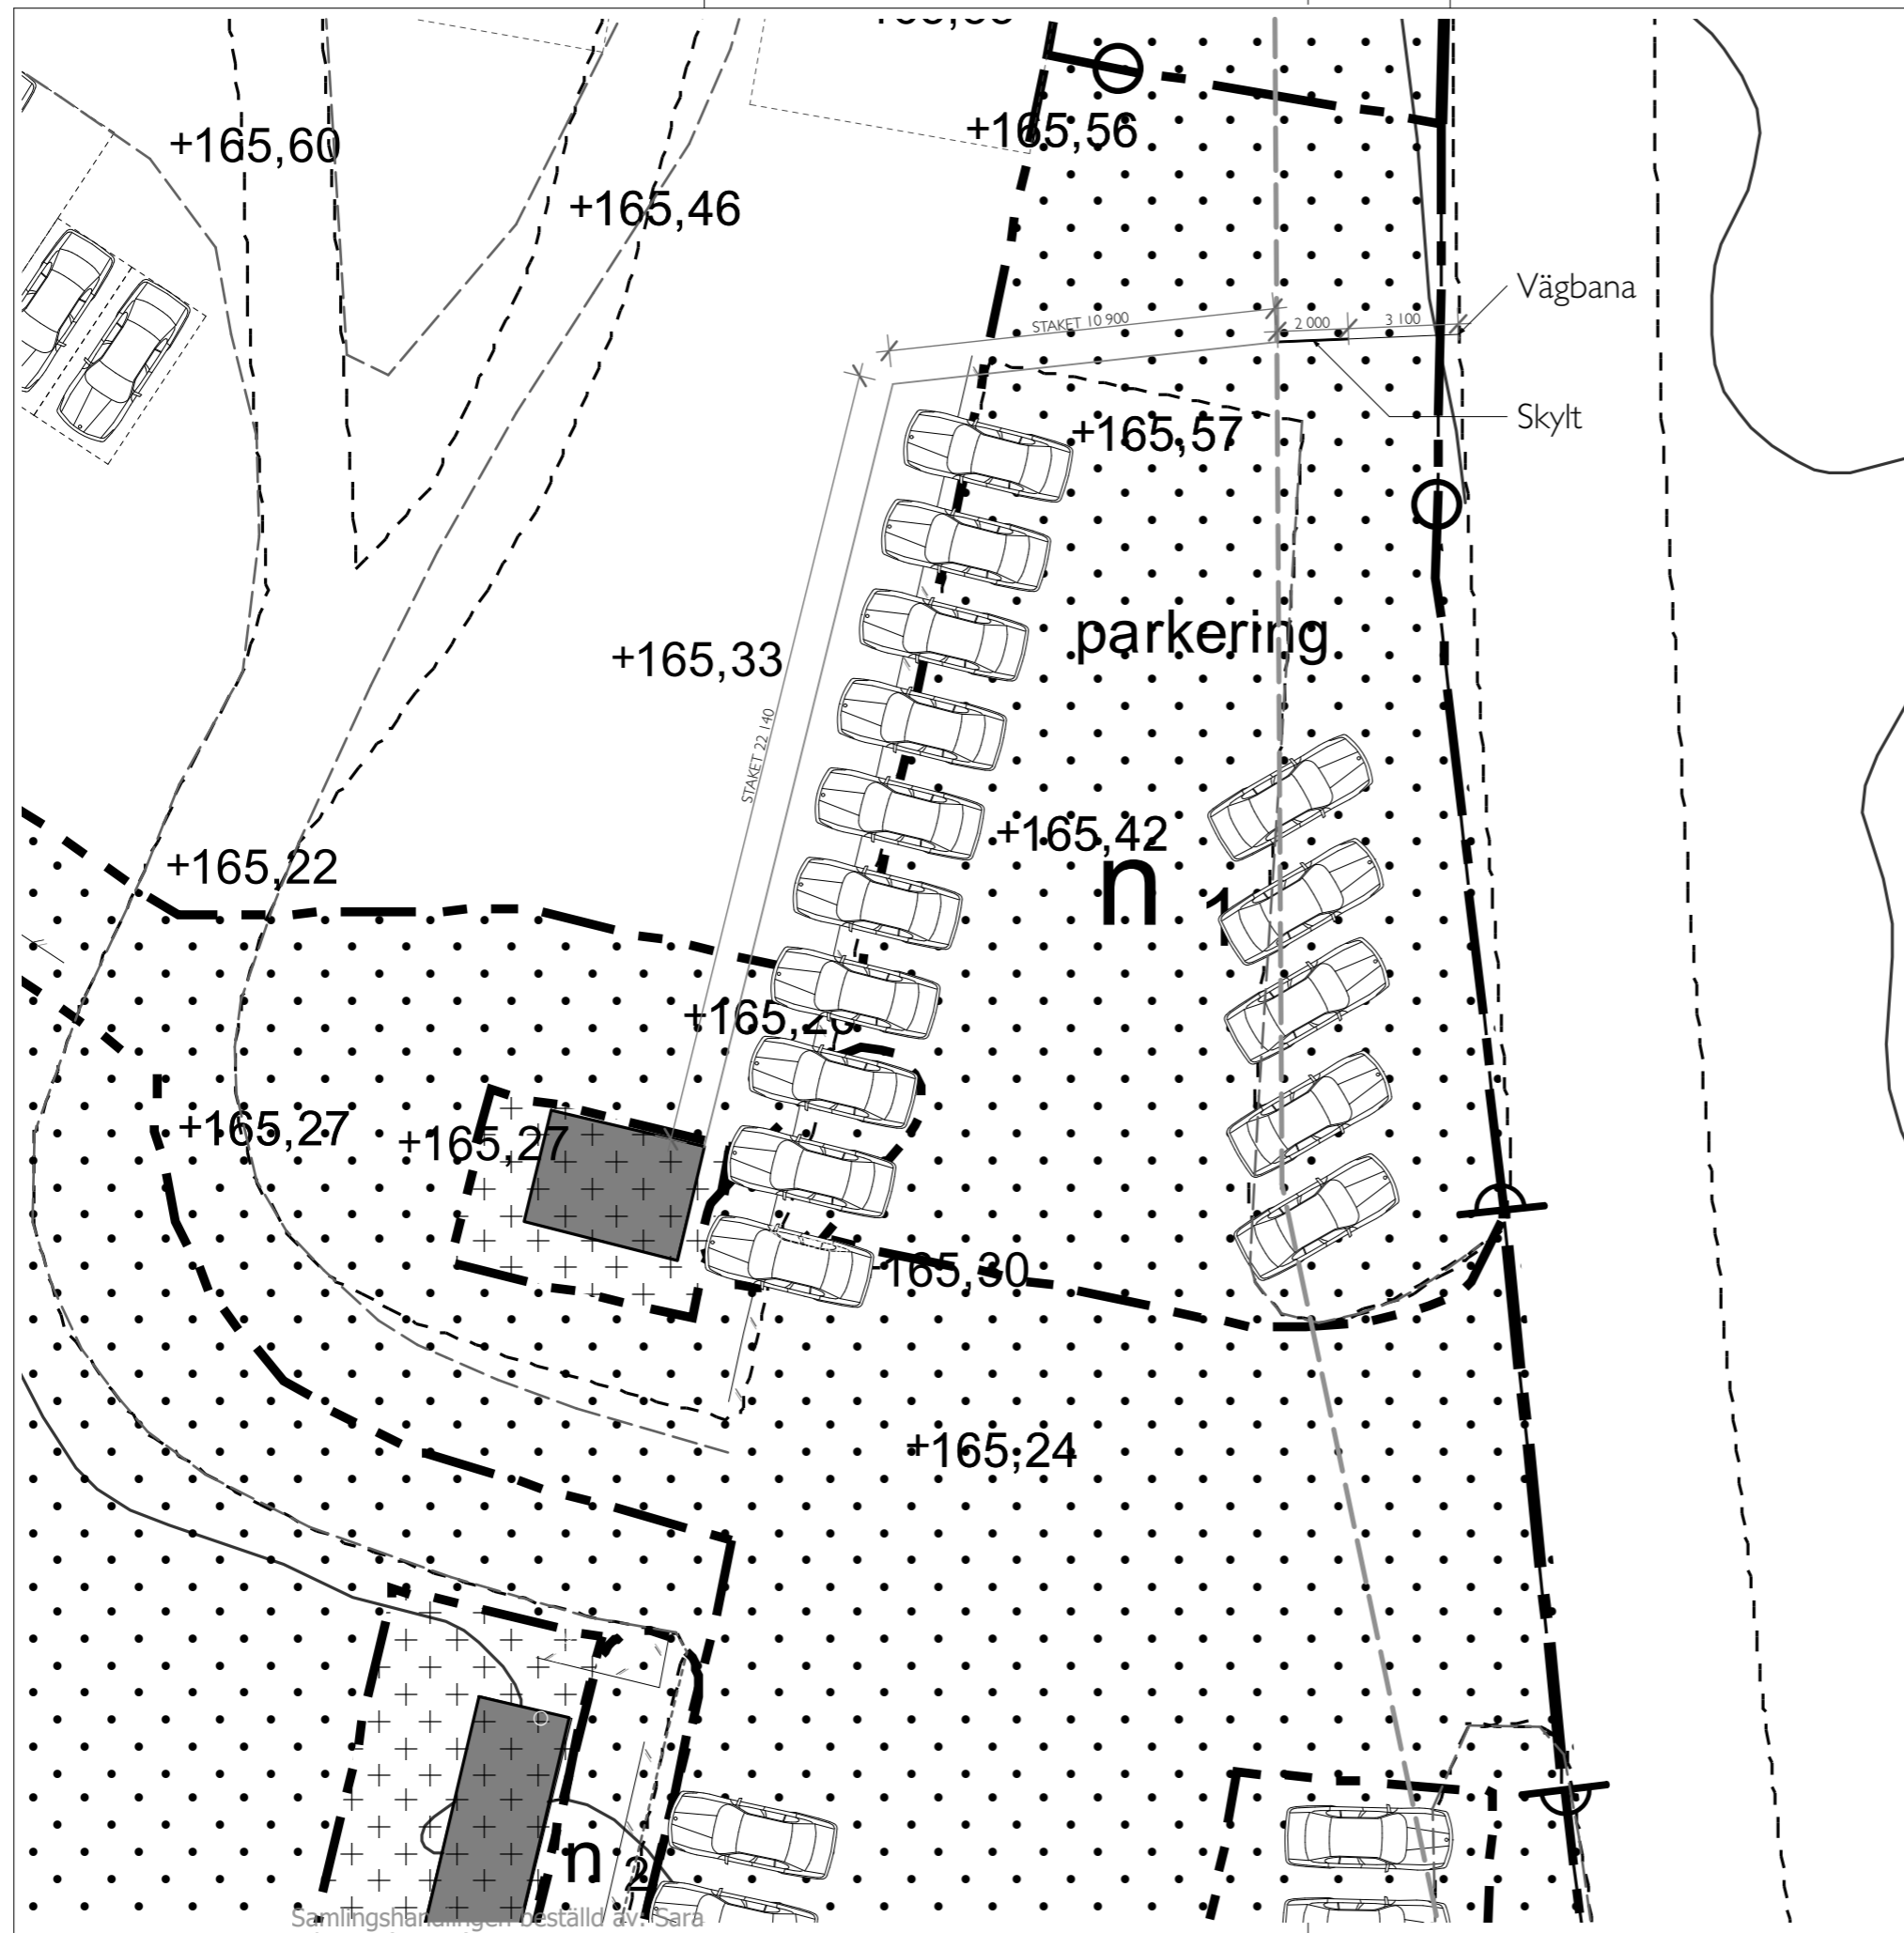 +165,60
+165,56
+165,46
Vägbana
STAKET 10 900
2 000
3 100
Skylt
+165,57
parkering
+165,33
STAKET 22 140
+165,42
+165,22
n 1
+165,27
+165,27
165,30
+165,24
n 2
Samlingshandlingen beställd av: Sara